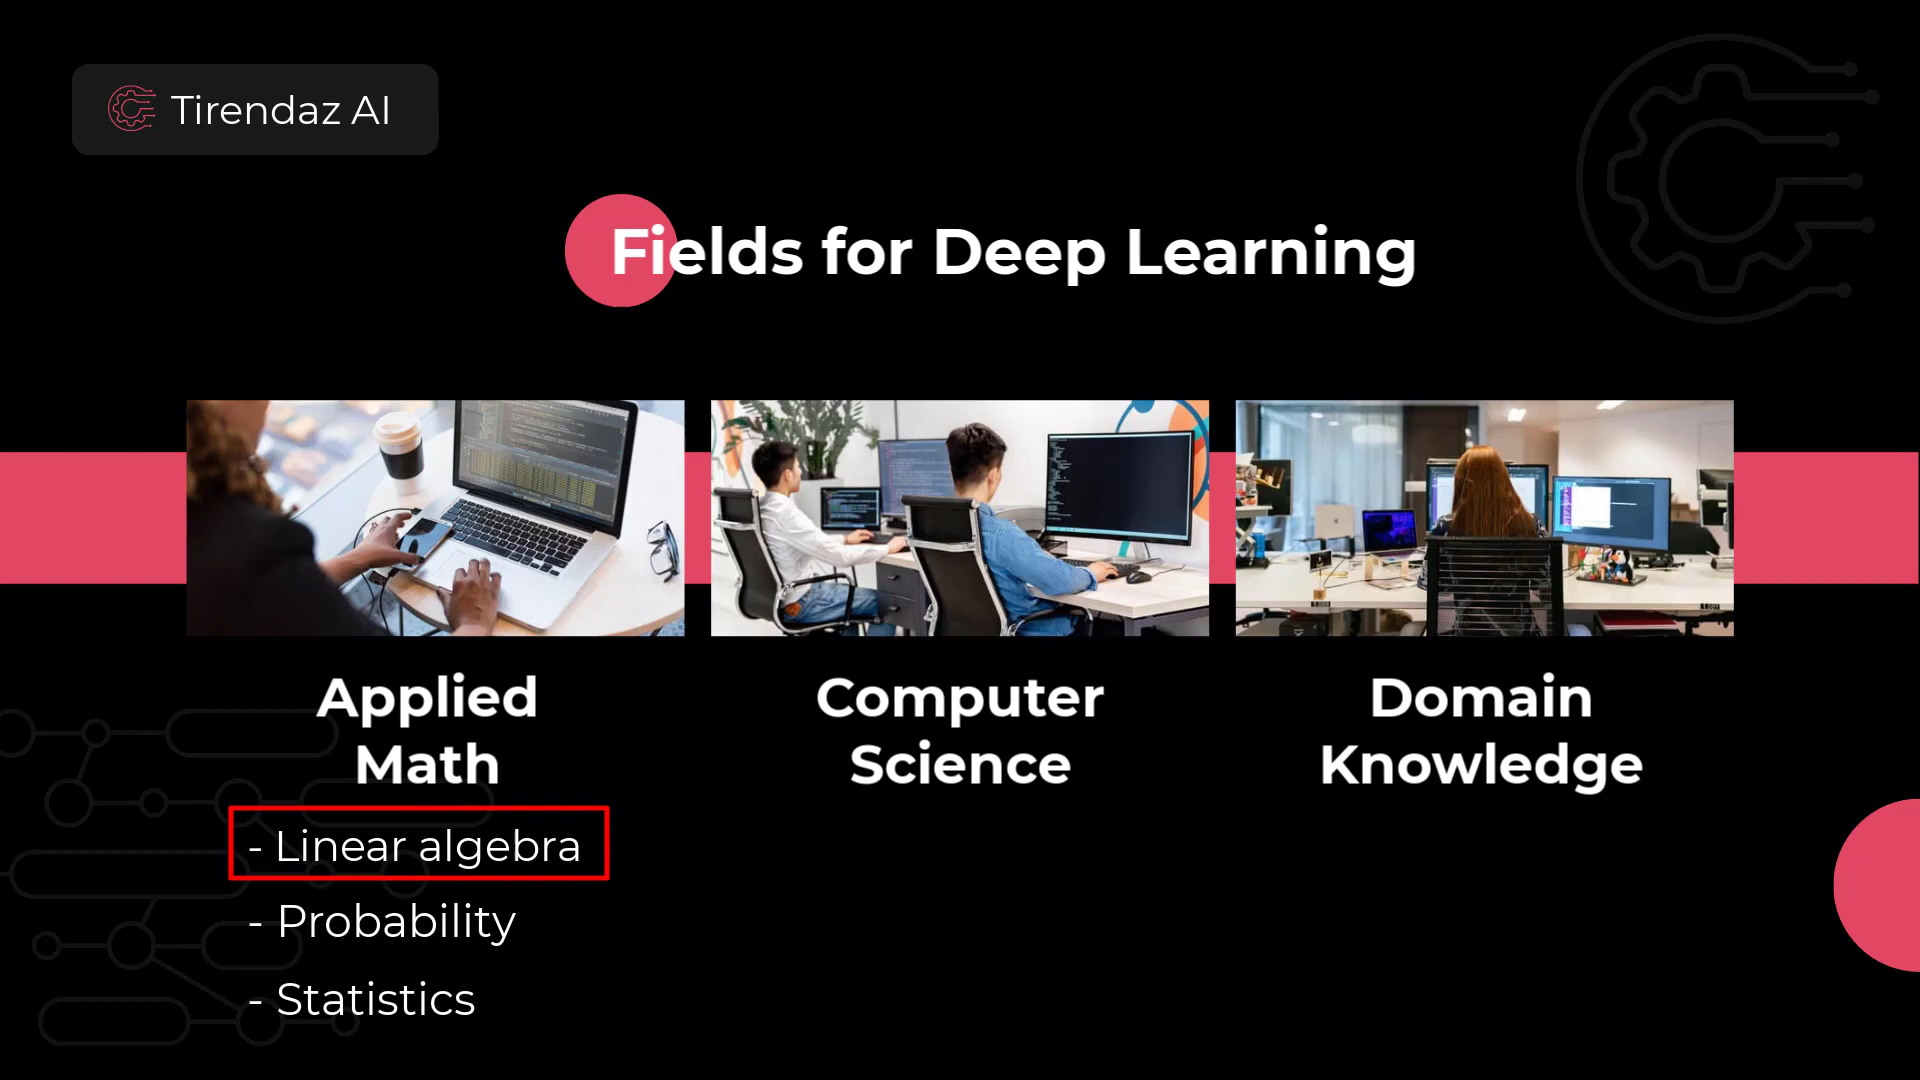 Tirendaz AI
Fields for Deep Learning
Applied
Math
Computer
Science
Domain
Knowledge
- Linear algebra
- Probability
- Statistics